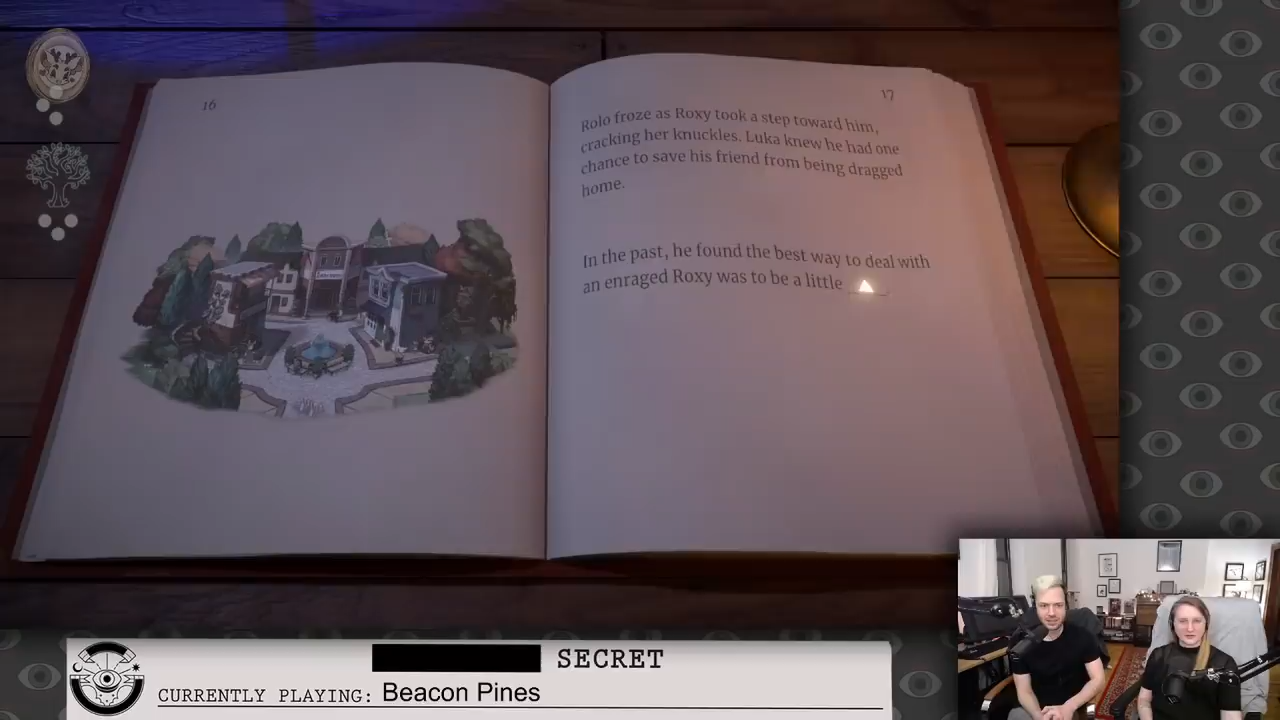 16
17
Rolo froze as Roxy took a step toward him,
cracking her knuckles. Luka knew he had one
chance to save his friend from being dragged
home.
In the past, he found the best way to deal with
an enraged Roxy was to be a little
SECRET
CURRENTLY PLAYING: Beacon Pines